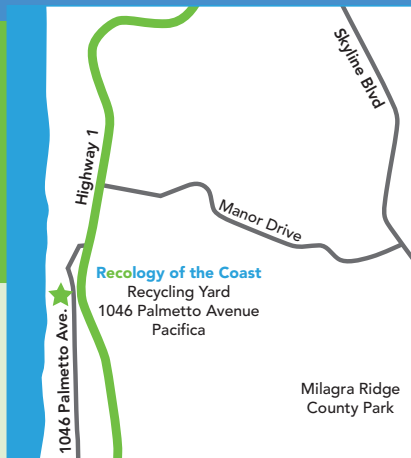 Skyline Blvd
Highway 1
Manor Drive
Recology of the Coast
Recycling Yard
1046 Palmetto Avenue
Pacifica
1046 Palmetto Ave.
Milagra Ridge
County Park